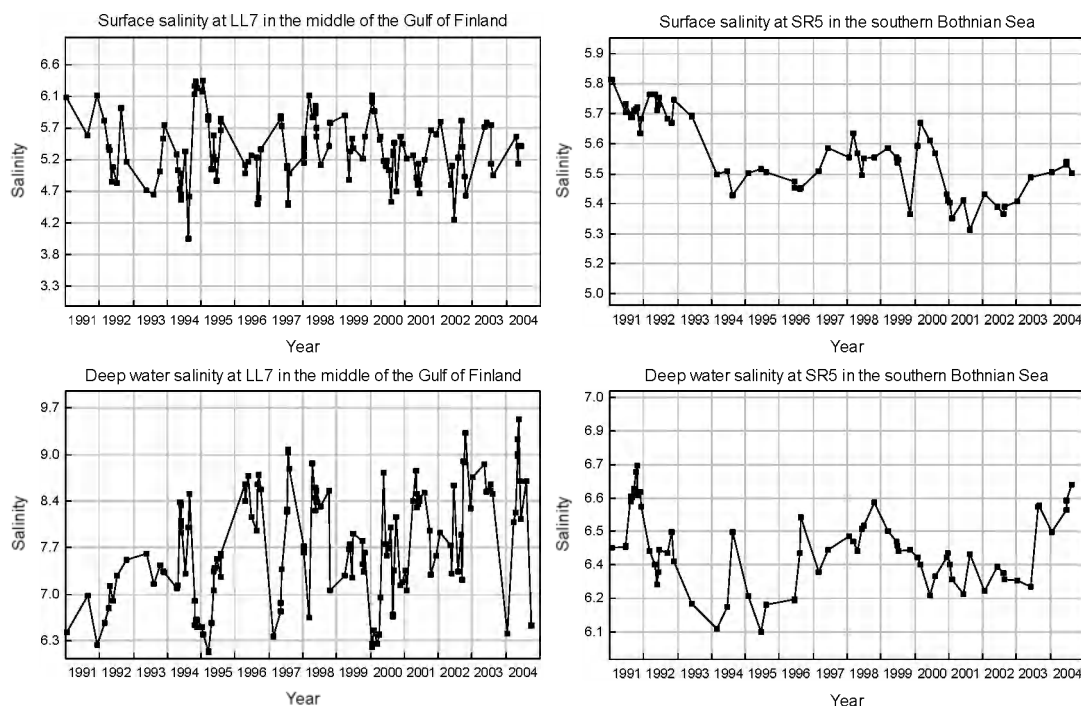 Surface salinity at LL7 in the middle of the Gulf of Finland
6.6
6.1
5.7
5.2
4.7
4.2
3.8
3.3
Salinity
1991 1992 1993 1994 1995 1996 1997 1998 1999 2000 2001 2002 2003 2004
Year
Surface salinity at SR5 in the southern Bothnian Sea
5.9
5.8
5.7
5.6
5.5
5.4
5.3
5.1
5.0
Salinity
1991 1992 1993 1994 1995 1996 1997 1998 1999 2000 2001 2002 2003 2004
Year
Deep water salinity at LL7 in the middle of the Gulf of Finland
9.7
9.0
8.4
7.7
7.0
6.3
Salinity
1991 1992 1993 1994 1995 1996 1997 1998 1999 2000 2001 2002 2003 2004
Year
Deep water salinity at SR5 in the southern Bothnian Sea
7.0
6.9
6.7
6.6
6.5
6.4
6.2
6.1
Salinity
1991 1992 1993 1994 1995 1996 1997 1998 1999 2000 2001 2002 2003 2004
Year